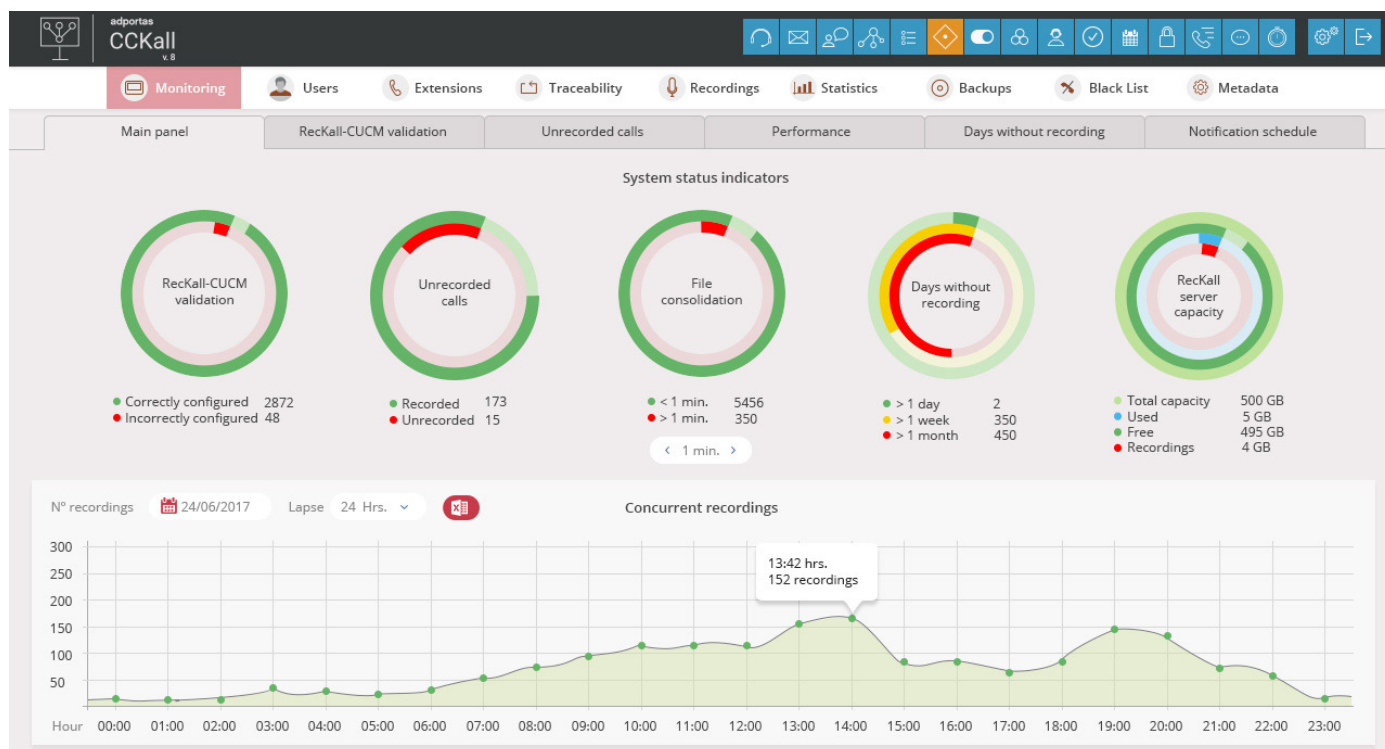 adportas
CCKall
v. 8
Monitoring Users Extensions Traceability Recordings Statistics Backups Black List Metadata
Main panel RecKall-CUCM validation Unrecorded calls Performance Days without recording Notification schedule
System status indicators
RecKall-CUCM
validation
Correctly configured 2872
Incorrectly configured 48
Unrecorded
calls
Recorded 173
Unrecorded 15
File
consolidation
< 1 min. 5456
> 1 min. 350
< 1 min. >
Days without
recording
> 1 day 2
> 1 week 350
> 1 month 450
RecKall
server
capacity
Total capacity 500 GB
Used 5 GB
Free 495 GB
Recordings 4 GB
Nº recordings 24/06/2017 Lapse 24 Hrs. Concurrent recordings
13:42 hrs.
152 recordings
300
250
200
150
100
50
Hour 00:00 01:00 02:00 03:00 04:00 05:00 06:00 07:00 08:00 09:00 10:00 11:00 12:00 13:00 14:00 15:00 16:00 17:00 18:00 19:00 20:00 21:00 22:00 23:00